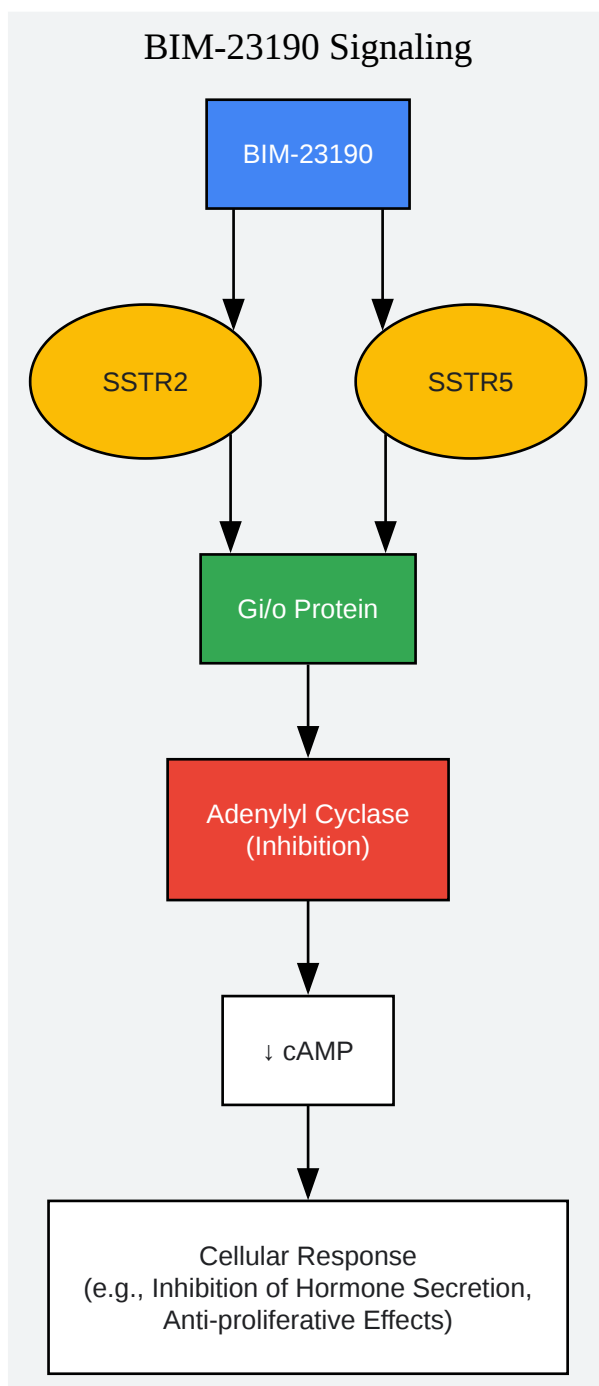 BIM-23190 Signaling
BIM-23190
SSTR2
SSTR5
Gi/o Protein
Adenylyl Cyclase
(Inhibition)
↓ cAMP
Cellular Response
(e.g., Inhibition of Hormone Secretion,
Anti-proliferative Effects)